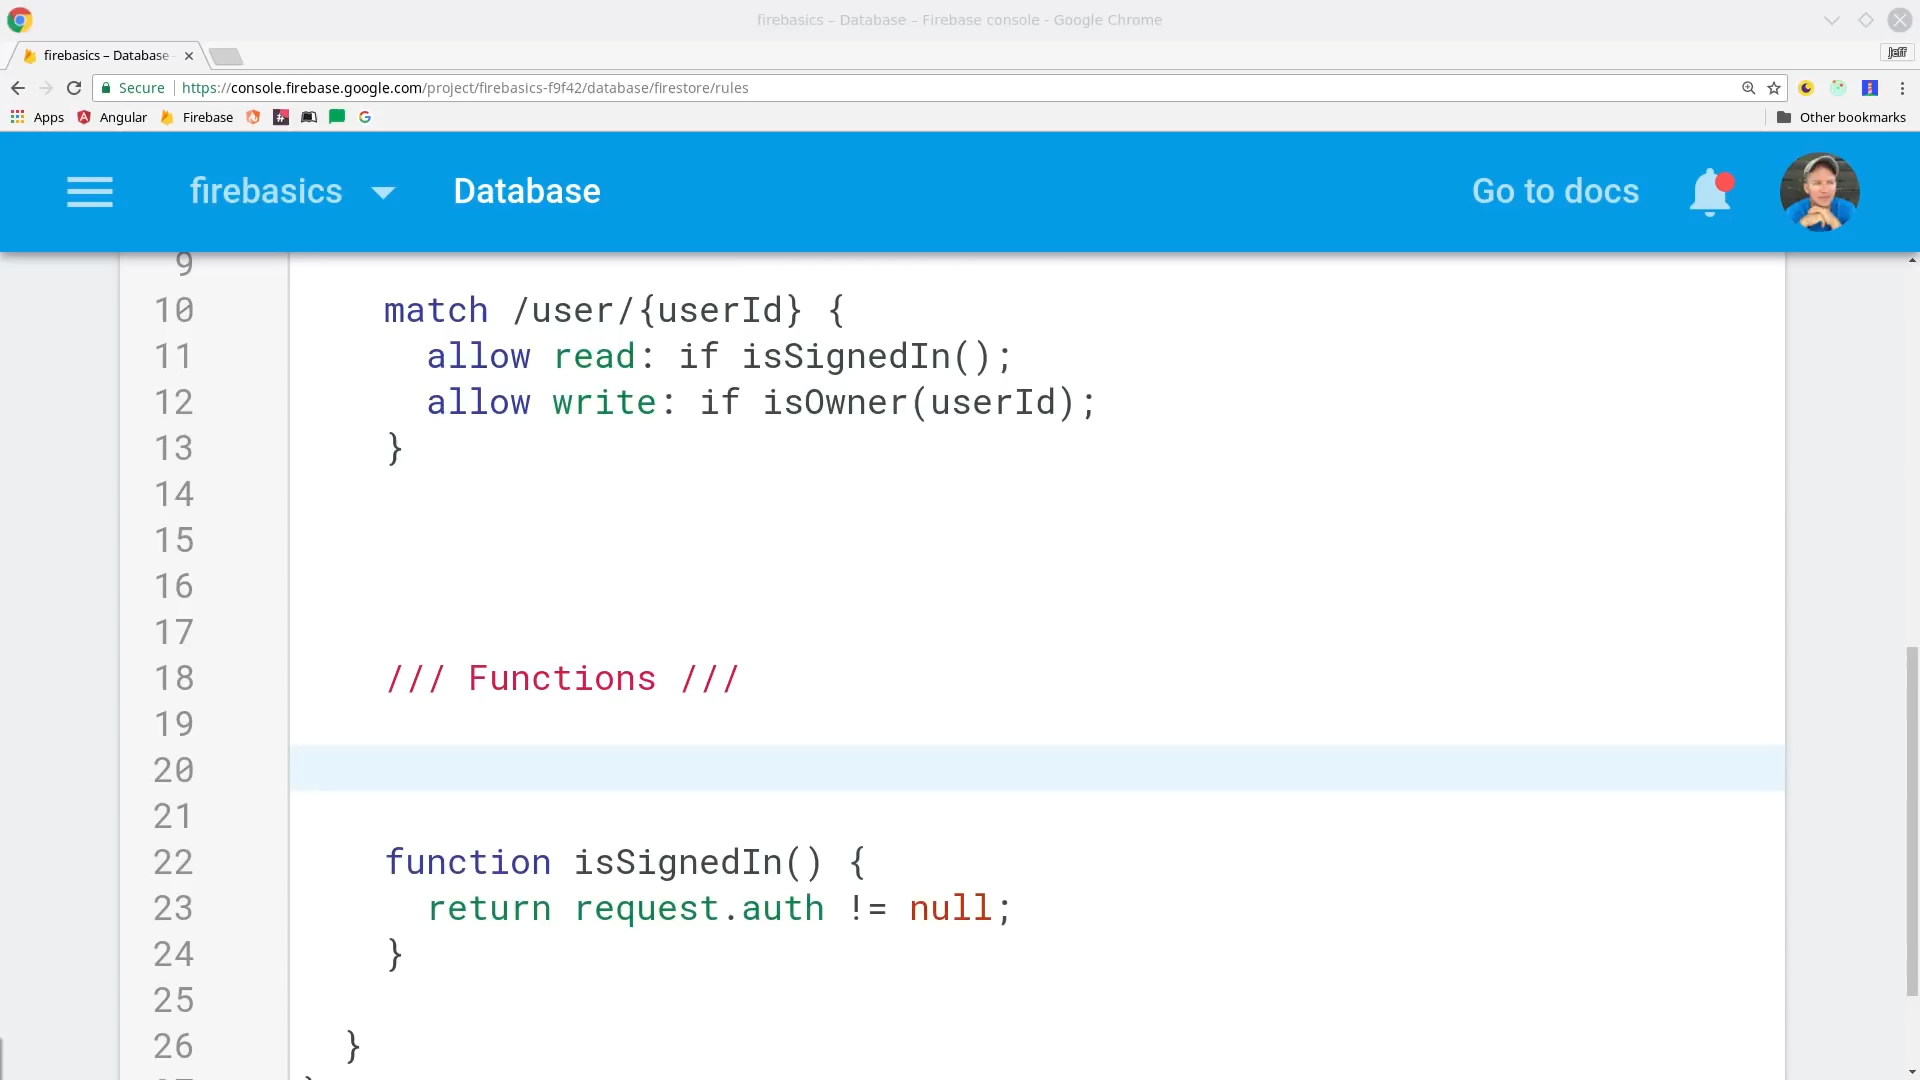 firebasics – Database – Firebase console - Google Chrome
firebasics – Database
Jeff
Secure https://console.firebase.google.com/project/firebasics-f9f42/database/firestore/rules
Apps Angular Firebase Other bookmarks
firebasics Database Go to docs
9
10 match /user/{userId} {
11 allow read: if isSignedIn();
12 allow write: if isOwner(userId);
13 }
14
15
16
17
18 /// Functions ///
19
20
21
22 function isSignedIn() {
23 return request.auth != null;
24 }
25
26 }